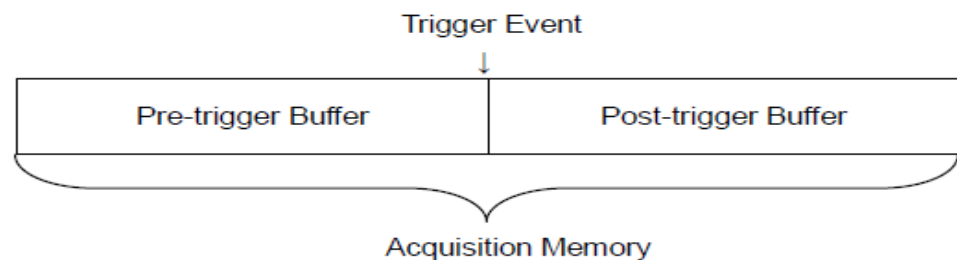 Trigger Event
↓
Pre-trigger Buffer Post-trigger Buffer
Acquisition Memory